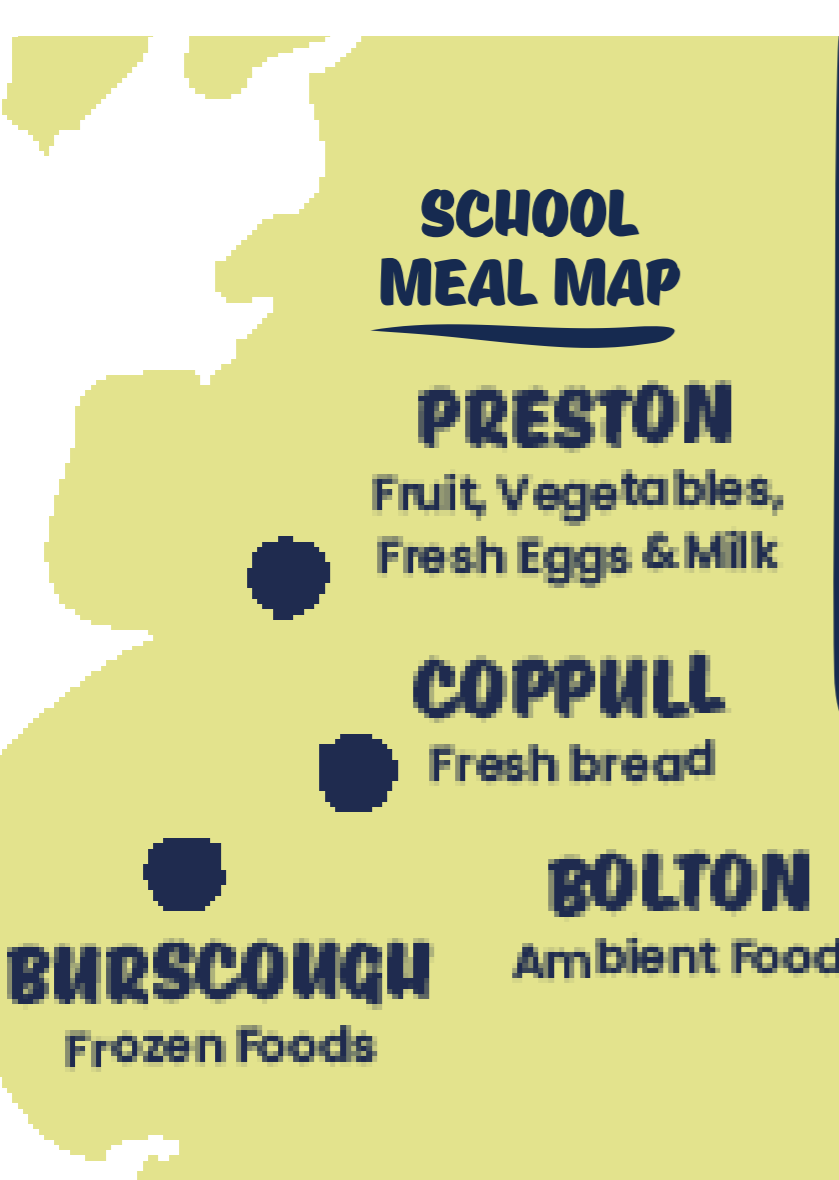 SCHOOL
MEAL MAP
PRESTON
Fruit, Vegetables,
Fresh Eggs & Milk
COPPULL
Fresh bread
BOLTON
Ambient Food
BURSCOUGH
Frozen Foods